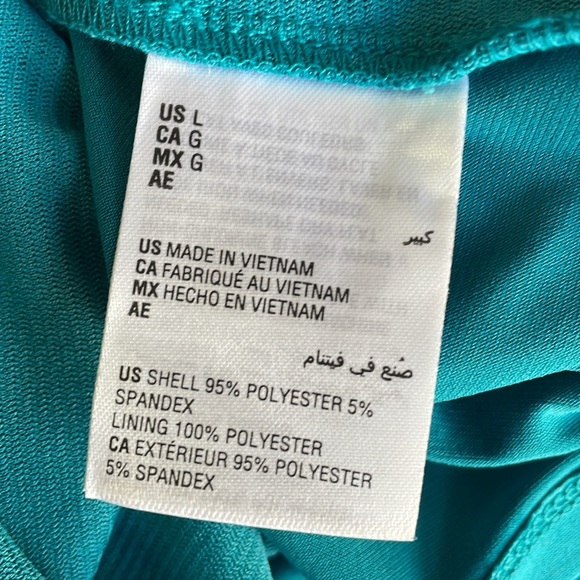 US L
CA G
MX G
AE
كبير
US MADE IN VIETNAM
CA FABRIQUÉ AU VIETNAM
MX HECHO EN VIETNAM
AE
صُنع في فيتنام
US SHELL 95% POLYESTER 5%
SPANDEX
LINING 100% POLYESTER
CA EXTÉRIEUR 95% POLYESTER
5% SPANDEX